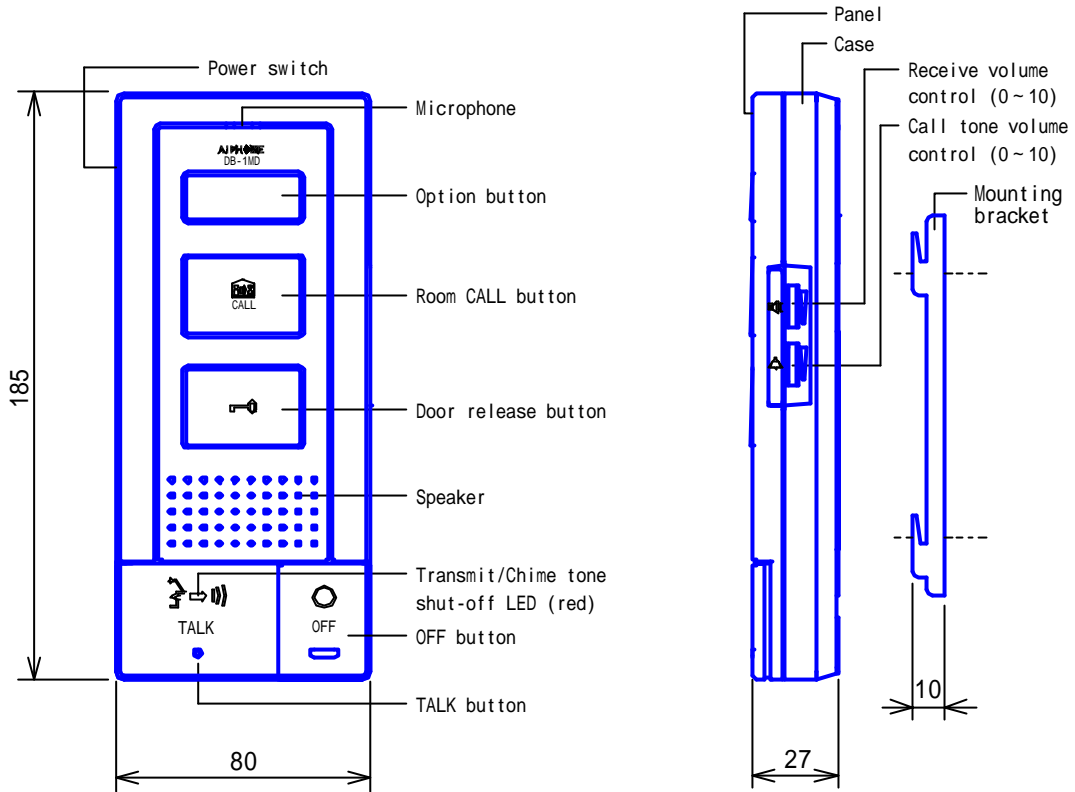 Power switch
Microphone
AIPHONE
DB-1MD
Option button
CALL
Room CALL button
Door release button
Speaker
Transmit/Chime tone
shut-off LED (red)
TALK
OFF
OFF button
TALK button
185
80
Panel
Case
Receive volume
control (0~10)
Call tone volume
control (0~10)
Mounting
bracket
10
27